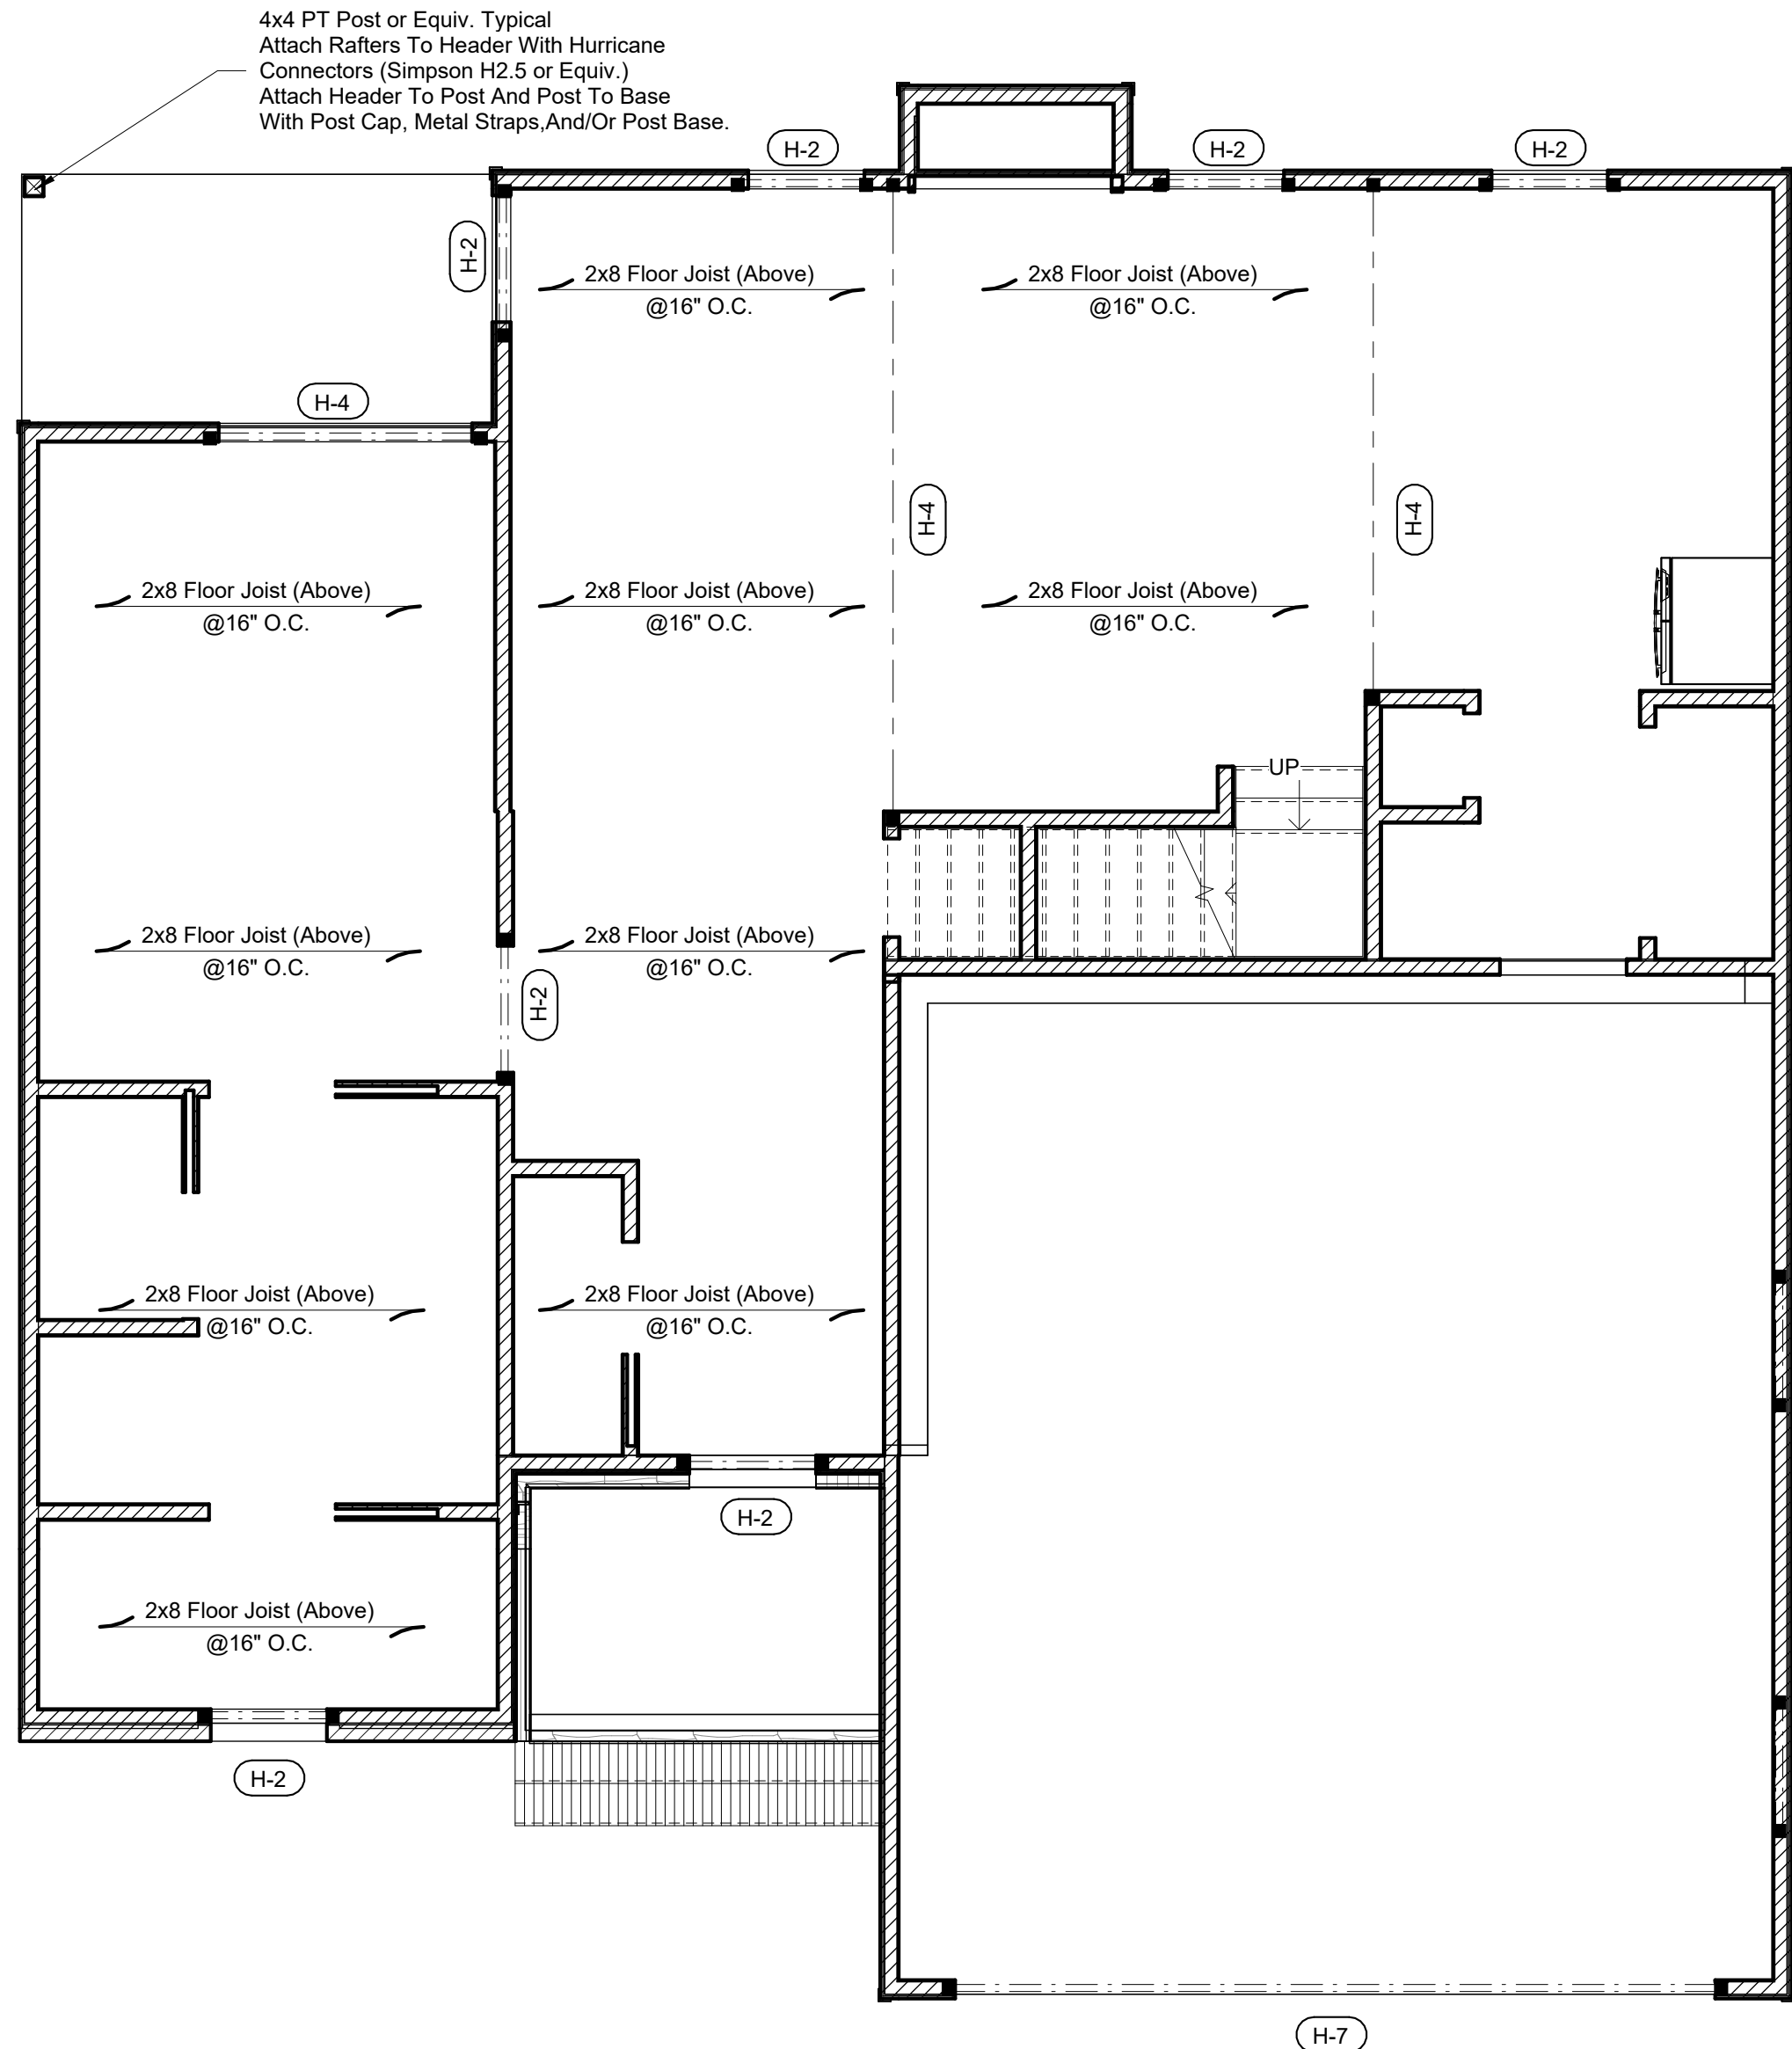 4x4 PT Post or Equiv. Typical
Attach Rafters To Header With Hurricane
Connectors (Simpson H2.5 or Equiv.)
Attach Header To Post And Post To Base
With Post Cap, Metal Straps,And/Or Post Base.
H-2
H-2
H-2
H-2
2x8 Floor Joist (Above)
@16" O.C.
2x8 Floor Joist (Above)
@16" O.C.
H-4
H-4
H-4
2x8 Floor Joist (Above)
@16" O.C.
2x8 Floor Joist (Above)
@16" O.C.
2x8 Floor Joist (Above)
@16" O.C.
UP
2x8 Floor Joist (Above)
@16" O.C.
2x8 Floor Joist (Above)
@16" O.C.
H-2
2x8 Floor Joist (Above)
@16" O.C.
2x8 Floor Joist (Above)
@16" O.C.
H-2
2x8 Floor Joist (Above)
@16" O.C.
H-2
H-7